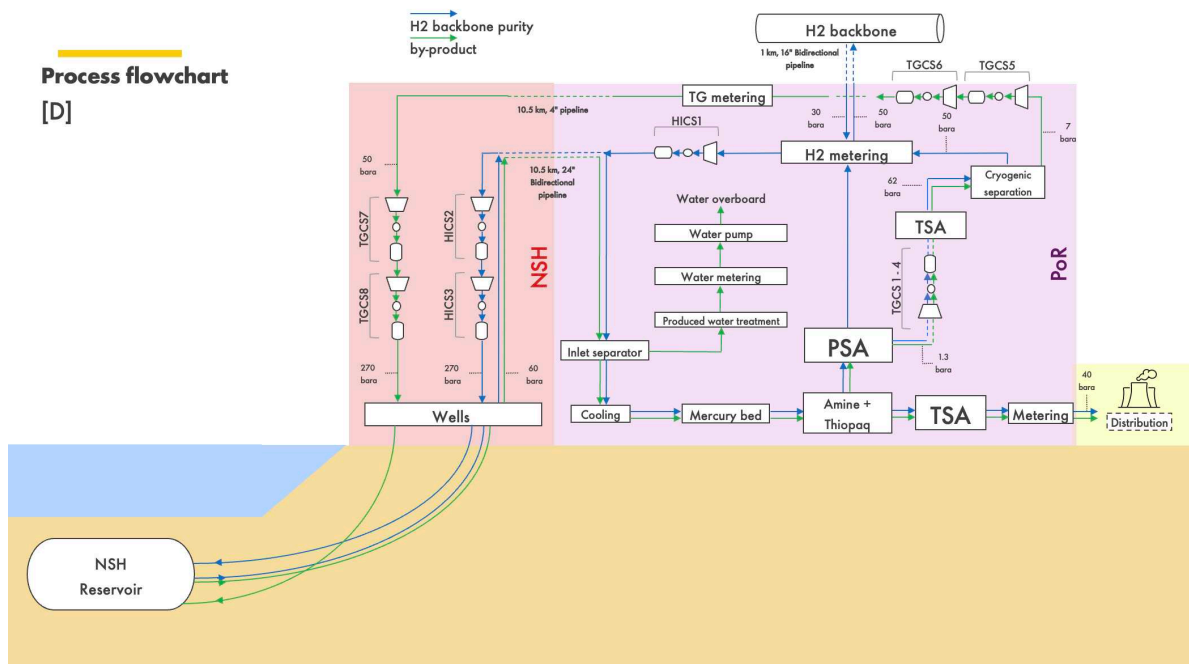 H2 backbone purity
by-product
Process flowchart
[D]
H2 backbone
1 km, 16" Bidirectional
pipeline
TGCS6
TGCS5
TG metering
10.5 km, 4" pipeline
30
bara
50
bara
50
bara
7
bara
HICS1
H2 metering
50
bara
10.5 km, 24"
Bidirectional
pipeline
62
bara
Cryogenic
separation
Water overboard
TSA
Water pump
TGCS7
HICS2
NSH
PoR
Water metering
TGCS 1 - 4
TGCS8
HICS3
Produced water treatment
PSA
Inlet separator
1.3
bara
270
bara
270
bara
60
bara
40
bara
Wells
Cooling
Mercury bed
Amine +
Thiopaq
TSA
Metering
Distribution
NSH
Reservoir